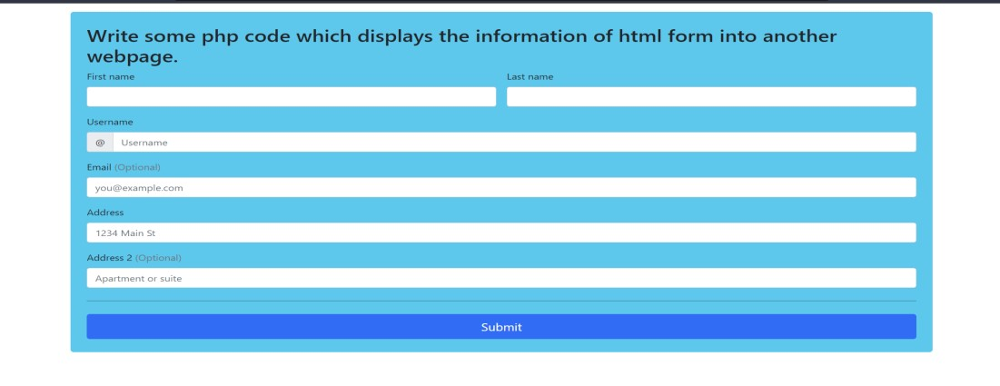 Write some php code which displays the information of html form into another
webpage.
First name Last name
Username
@ Username
Email (Optional)
you@example.com
Address
1234 Main St
Address 2 (Optional)
Apartment or suite
Submit